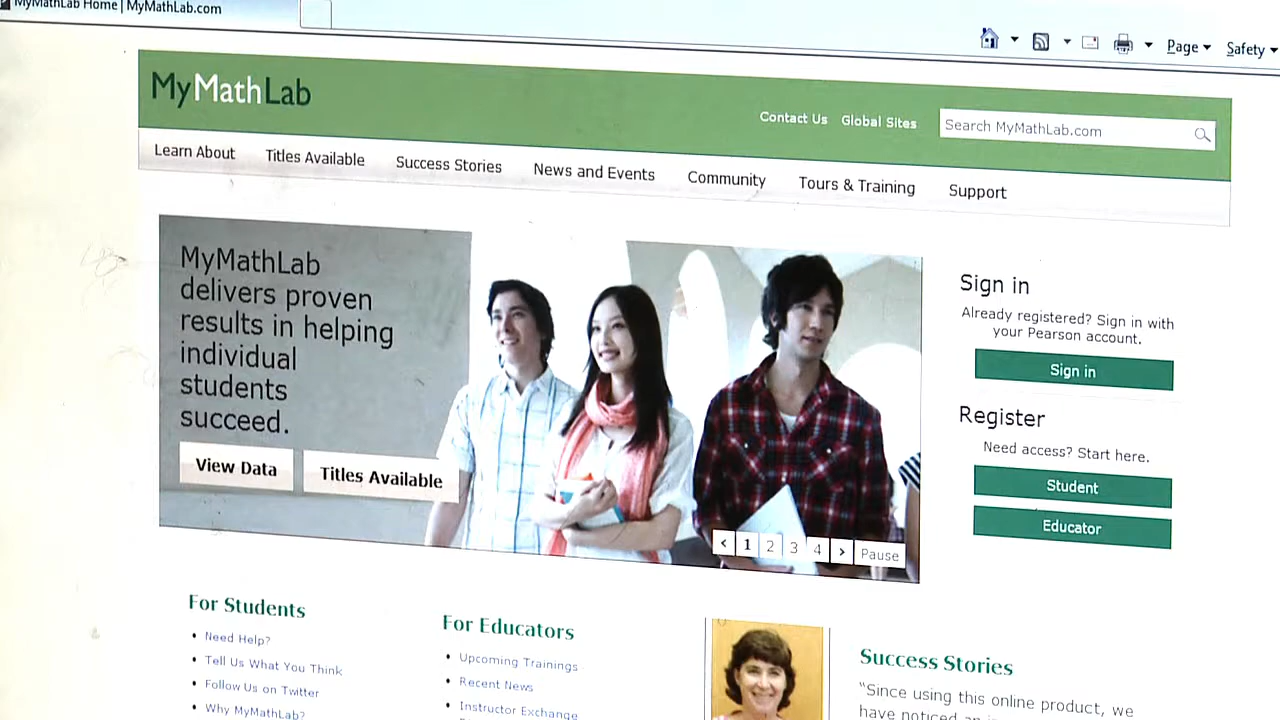 MyMathLab Home | MyMathLab.com
Page
Safety
MyMathLab
Contact Us
Global Sites
Search MyMathLab.com
Learn About
Titles Available
Success Stories
News and Events
Community
Tours & Training
Support
MyMathLab
delivers proven
results in helping
individual
students
succeed.
View Data
Titles Available
< 1 2 3 4 > Pause
Sign in
Already registered? Sign in with
your Pearson account.
Sign in
Register
Need access? Start here.
Student
Educator
For Students
• Need Help?
• Tell Us What You Think
• Follow Us on Twitter
• Why MyMathLab?
For Educators
• Upcoming Trainings
• Recent News
• Instructor Exchange
Success Stories
“Since using this online product, we
have noticed an